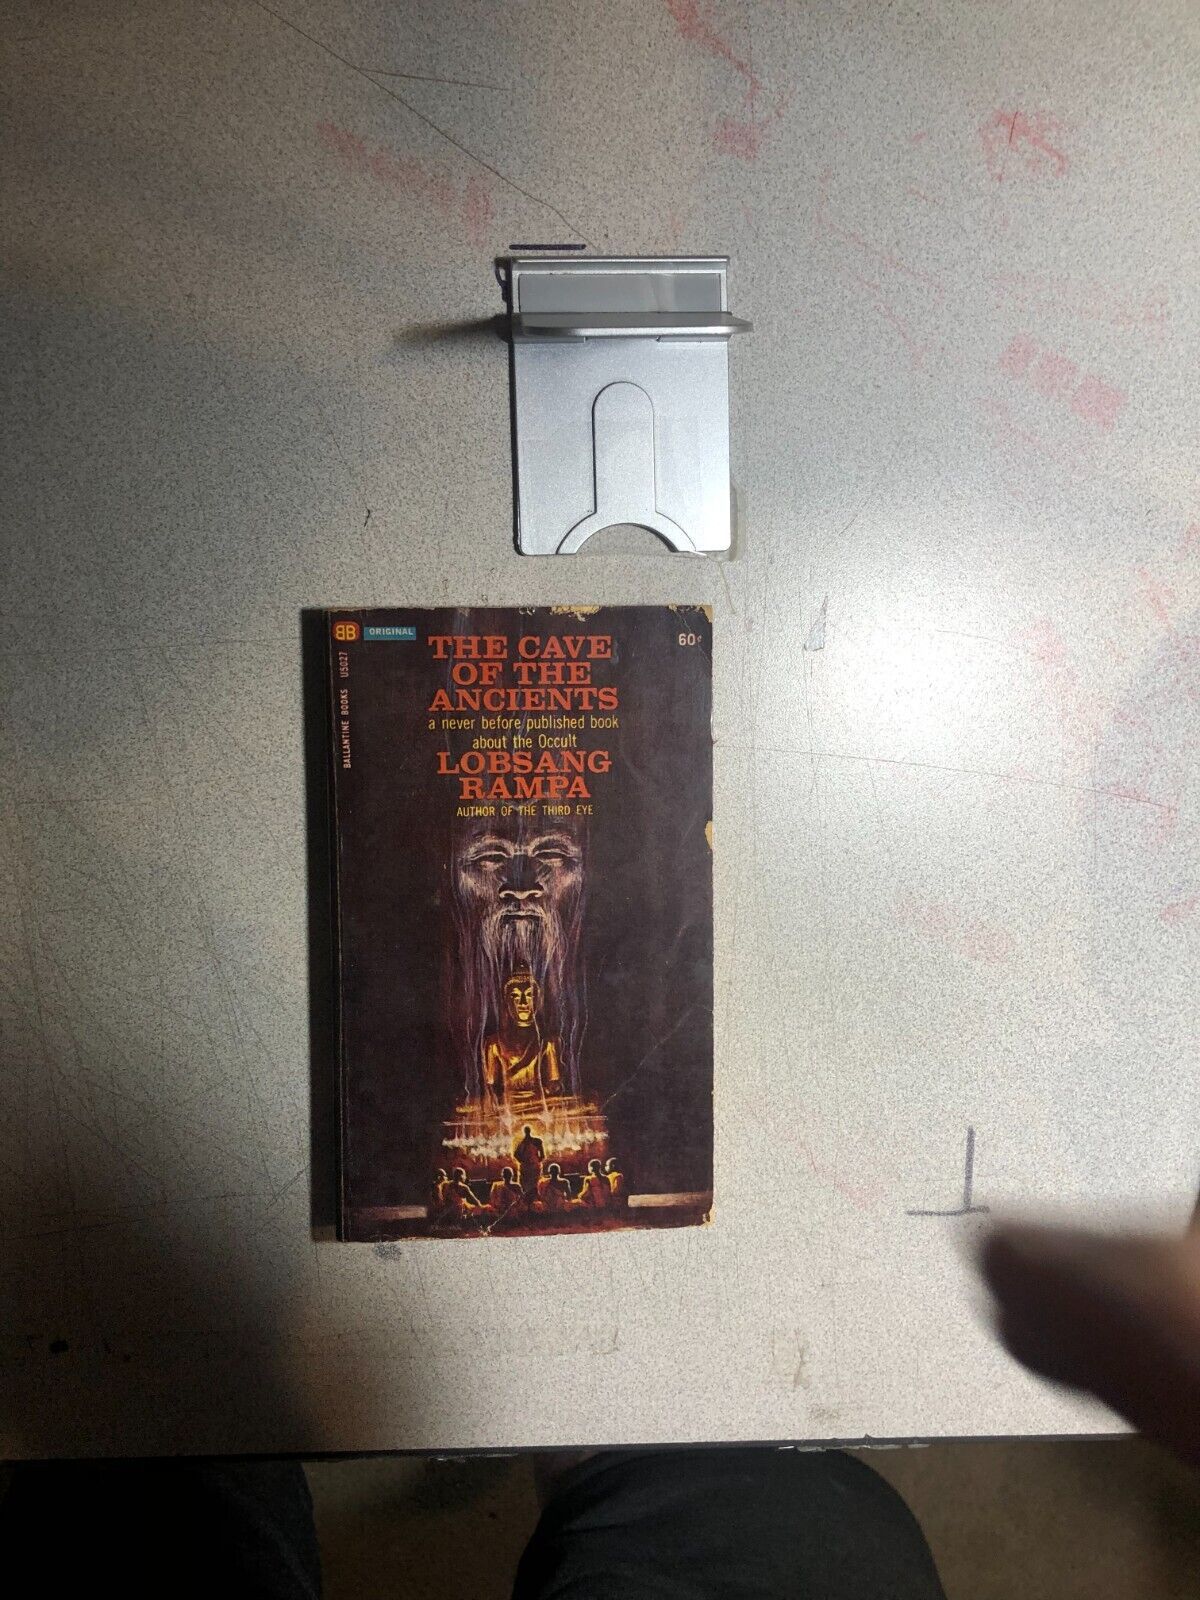 BB ORIGINAL
BALLANTINE BOOKS U5027
60¢
THE CAVE
OF THE
ANCIENTS
a never before published book
about the Occult
LOBSANG
RAMPA
AUTHOR OF THE THIRD EYE